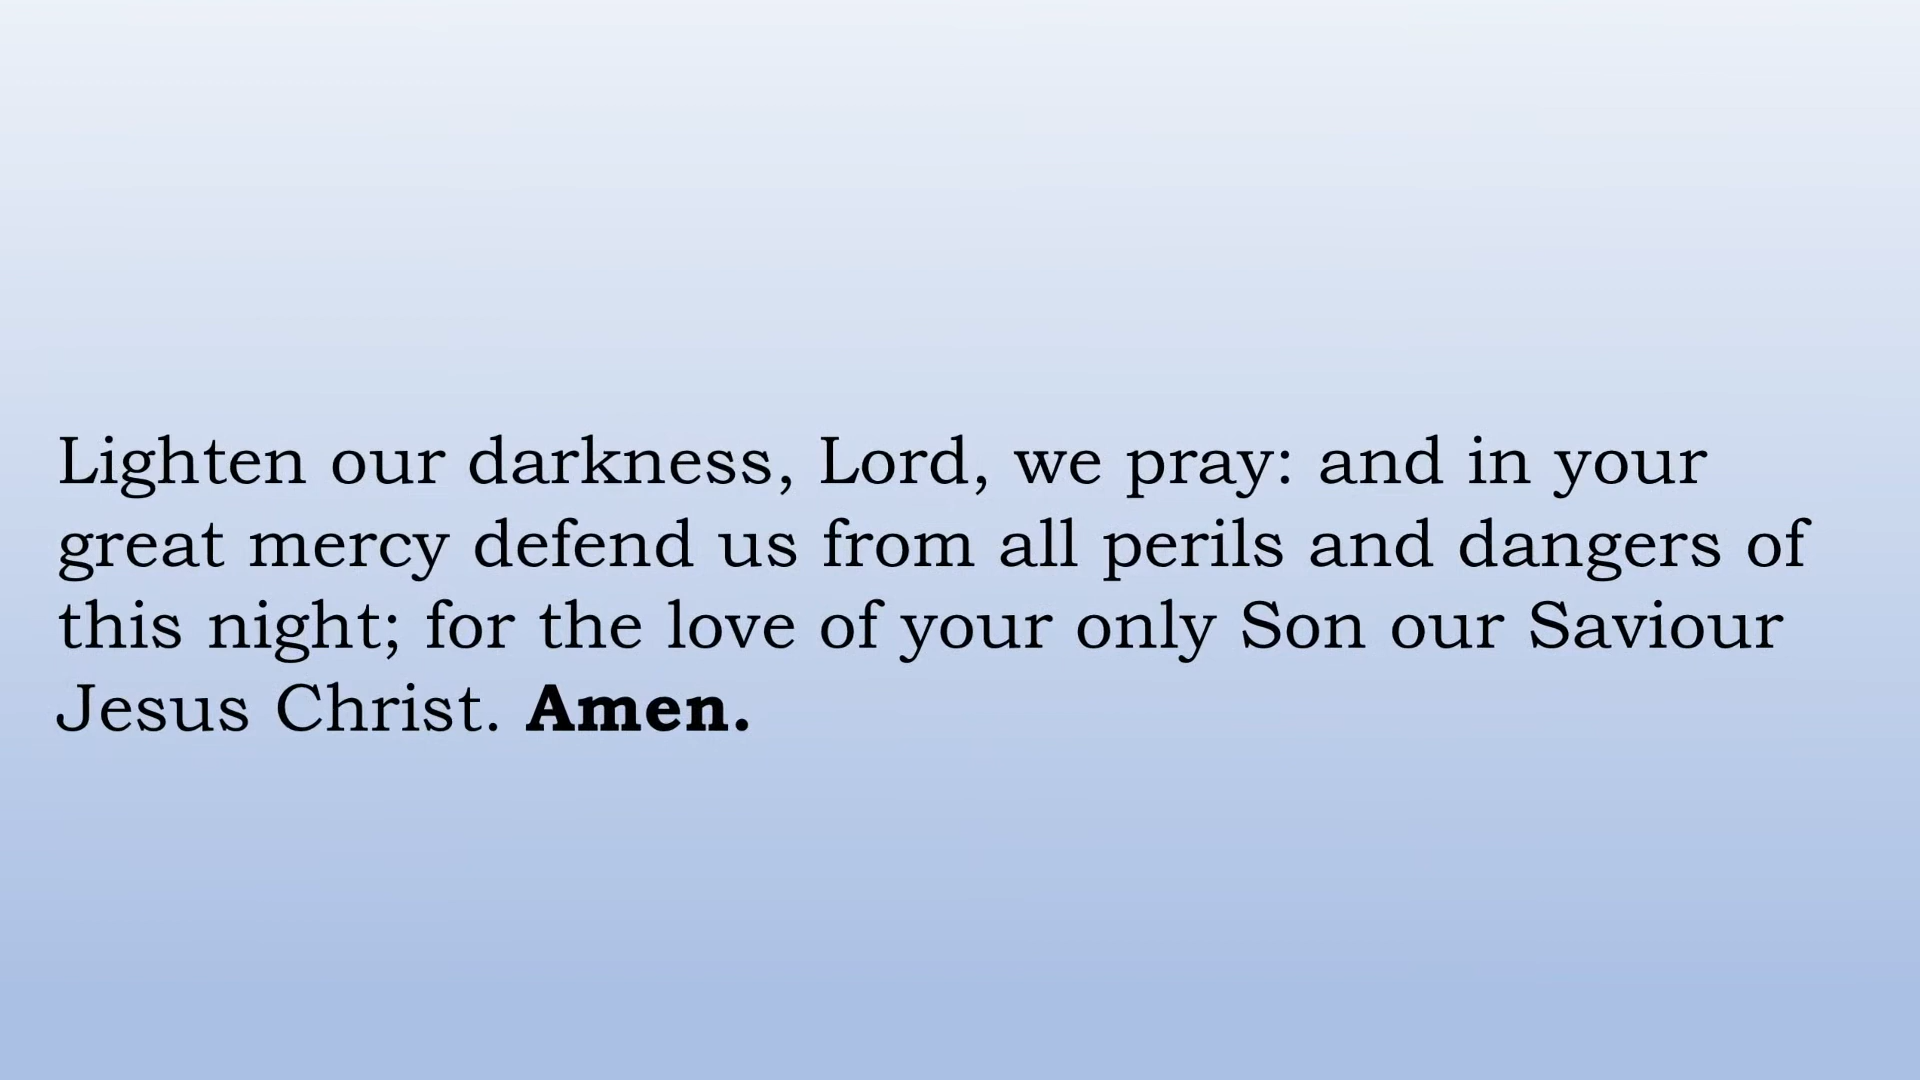 Lighten our darkness, Lord, we pray: and in your
great mercy defend us from all perils and dangers of
this night; for the love of your only Son our Saviour
Jesus Christ. Amen.